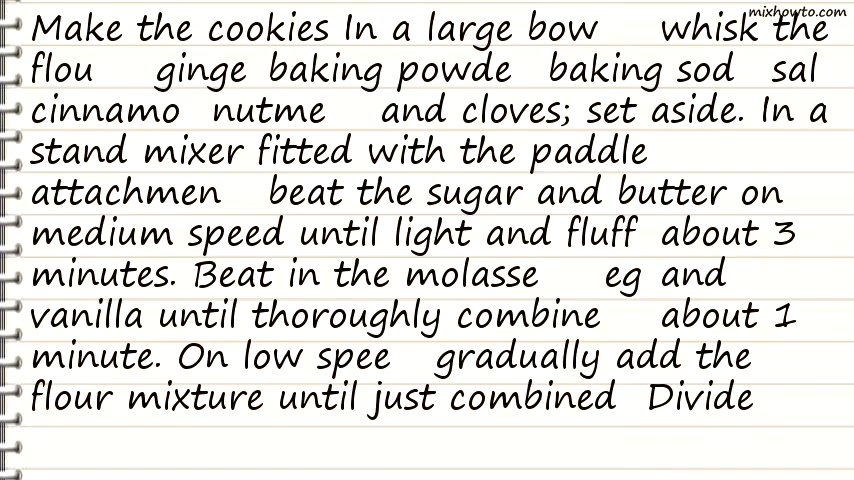 mixhowto.com
Make the cookies In a large bow whisk the
flou ginge baking powde baking sod sal
cinnamo nutme and cloves; set aside. In a
stand mixer fitted with the paddle
attachmen beat the sugar and butter on
medium speed until light and fluff about 3
minutes. Beat in the molasse eg and
vanilla until thoroughly combine about 1
minute. On low spee gradually add the
flour mixture until just combined Divide